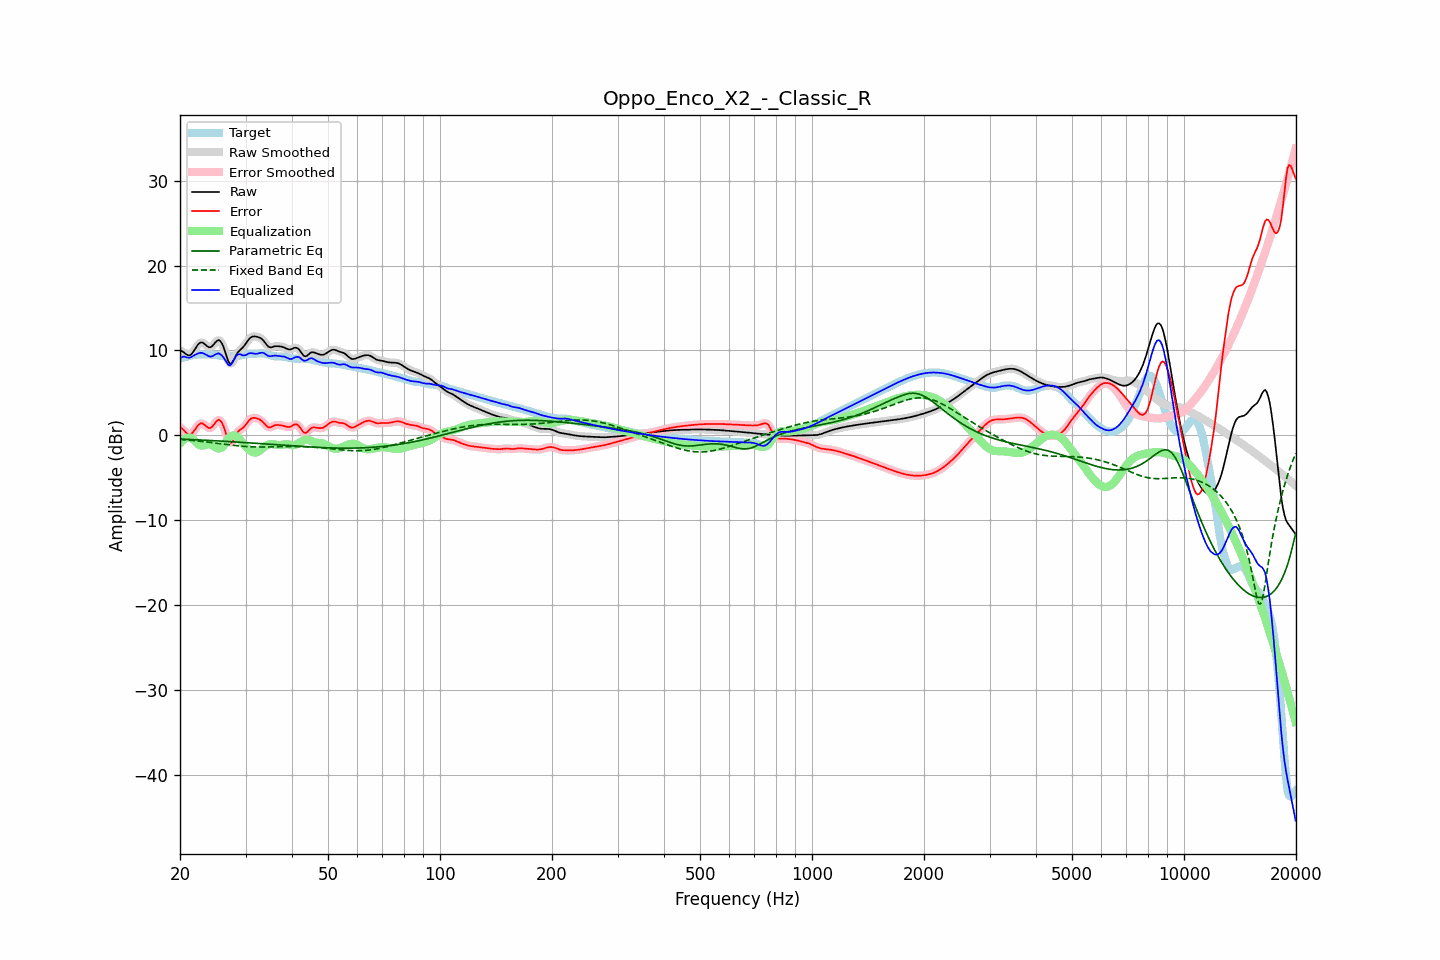 Oppo_Enco_X2_-_Classic_R
Target
Raw Smoothed
Error Smoothed
Raw
Error
Equalization
Parametric Eq
Fixed Band Eq
Equalized
Amplitude (dBr)
30
20
10
0
−10
−20
−30
−40
20
50
100
200
500
1000
2000
5000
10000
20000
Frequency (Hz)